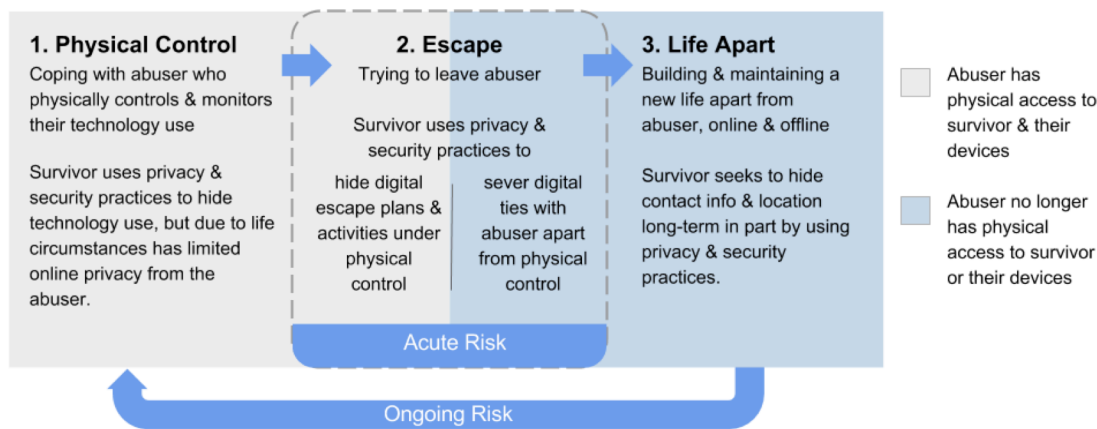 1. Physical Control
Coping with abuser who
physically controls & monitors
their technology use
Survivor uses privacy &
security practices to hide
technology use, but due to life
circumstances has limited
online privacy from the
abuser.
2. Escape
Trying to leave abuser
Survivor uses privacy &
security practices to
hide digital
escape plans &
activities under
physical
control
sever digital
ties with
abuser apart
from physical
control
Acute Risk
3. Life Apart
Building & maintaining a
new life apart from
abuser, online & offline
Survivor seeks to hide
contact info & location
long-term in part by using
privacy & security
practices.
Ongoing Risk
Abuser has
physical access to
survivor & their
devices
Abuser no longer
has physical
access to survivor
or their devices